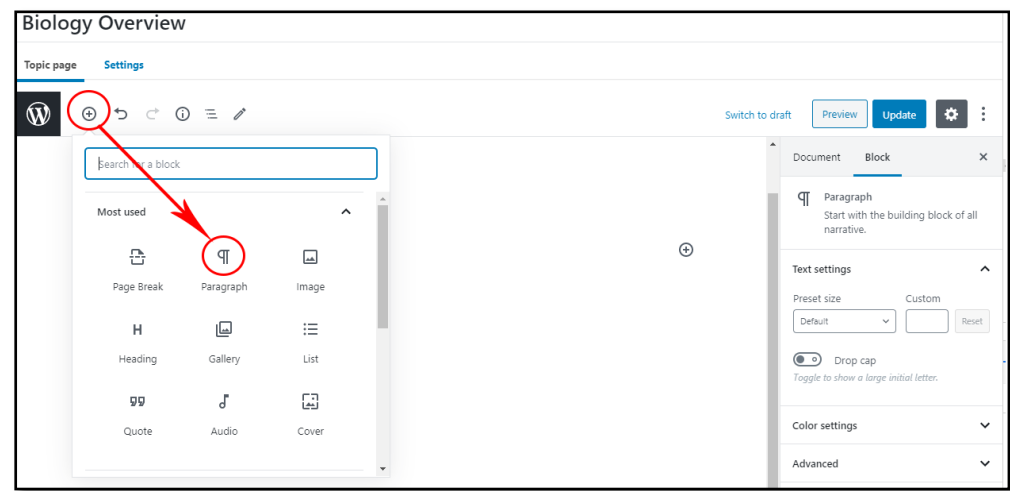 Biology Overview
Topic page Settings
Switch to draft Preview Update
Search for a block
Most used
Page Break Paragraph Image
Heading Gallery List
Quote Audio Cover
Document Block
Paragraph
Start with the building block of all
narrative.
Text settings
Preset size Custom
Default Reset
Drop cap
Toggle to show a large initial letter.
Color settings
Advanced